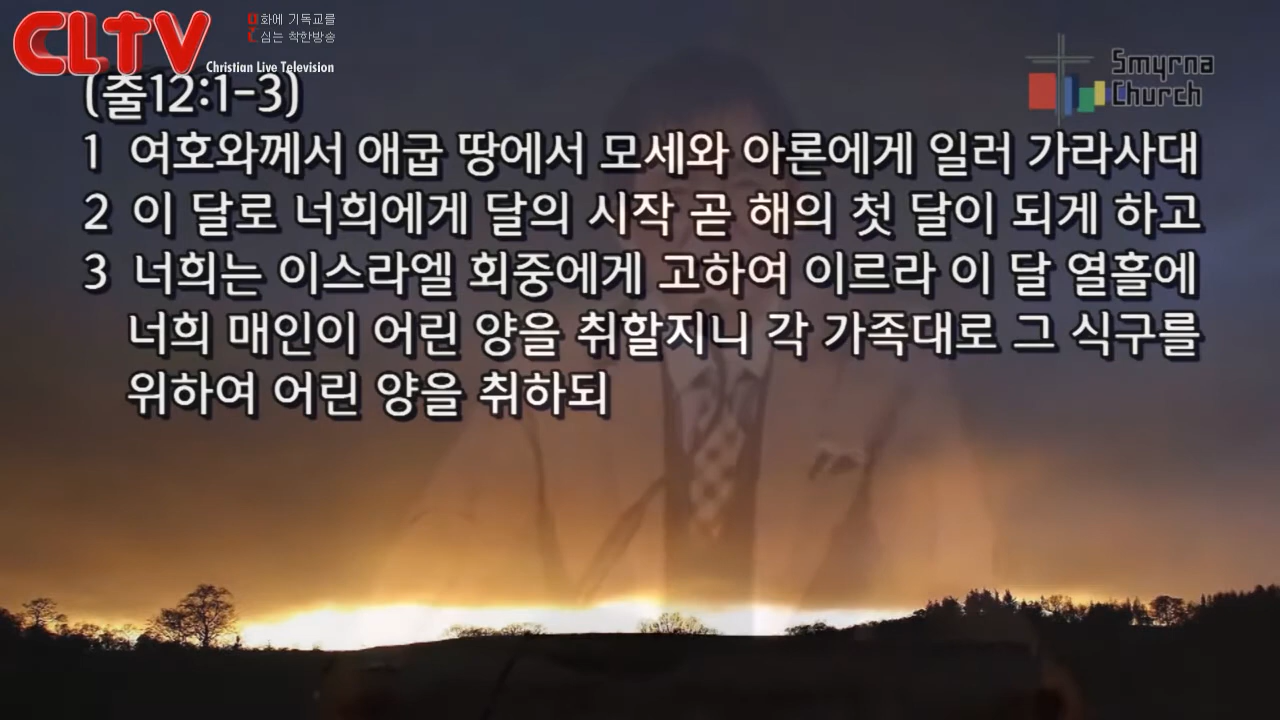 CLTV
화에 기독교를
심는 착한방송
Christian Live Television
Smyrna
Church
(출12:1-3)
1 여호와께서 애굽 땅에서 모세와 아론에게 일러 가라사대
2 이 달로 너희에게 달의 시작 곧 해의 첫 달이 되게 하고
3 너희는 이스라엘 회중에게 고하여 이르라 이 달 열흘에
너희 매인이 어린 양을 취할지니 각 가족대로 그 식구를
위하여 어린 양을 취하되